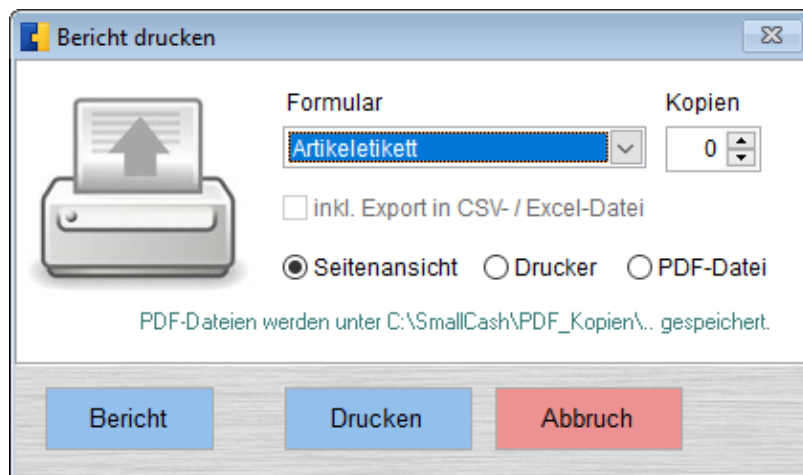 Bericht drucken
Formular Kopien
Artikeletikett 0
inkl. Export in CSV- / Excel-Datei
Seitenansicht Drucker PDF-Datei
PDF-Dateien werden unter C:\SmallCash\PDF_Kopien\.. gespeichert.
Bericht Drucken Abbruch